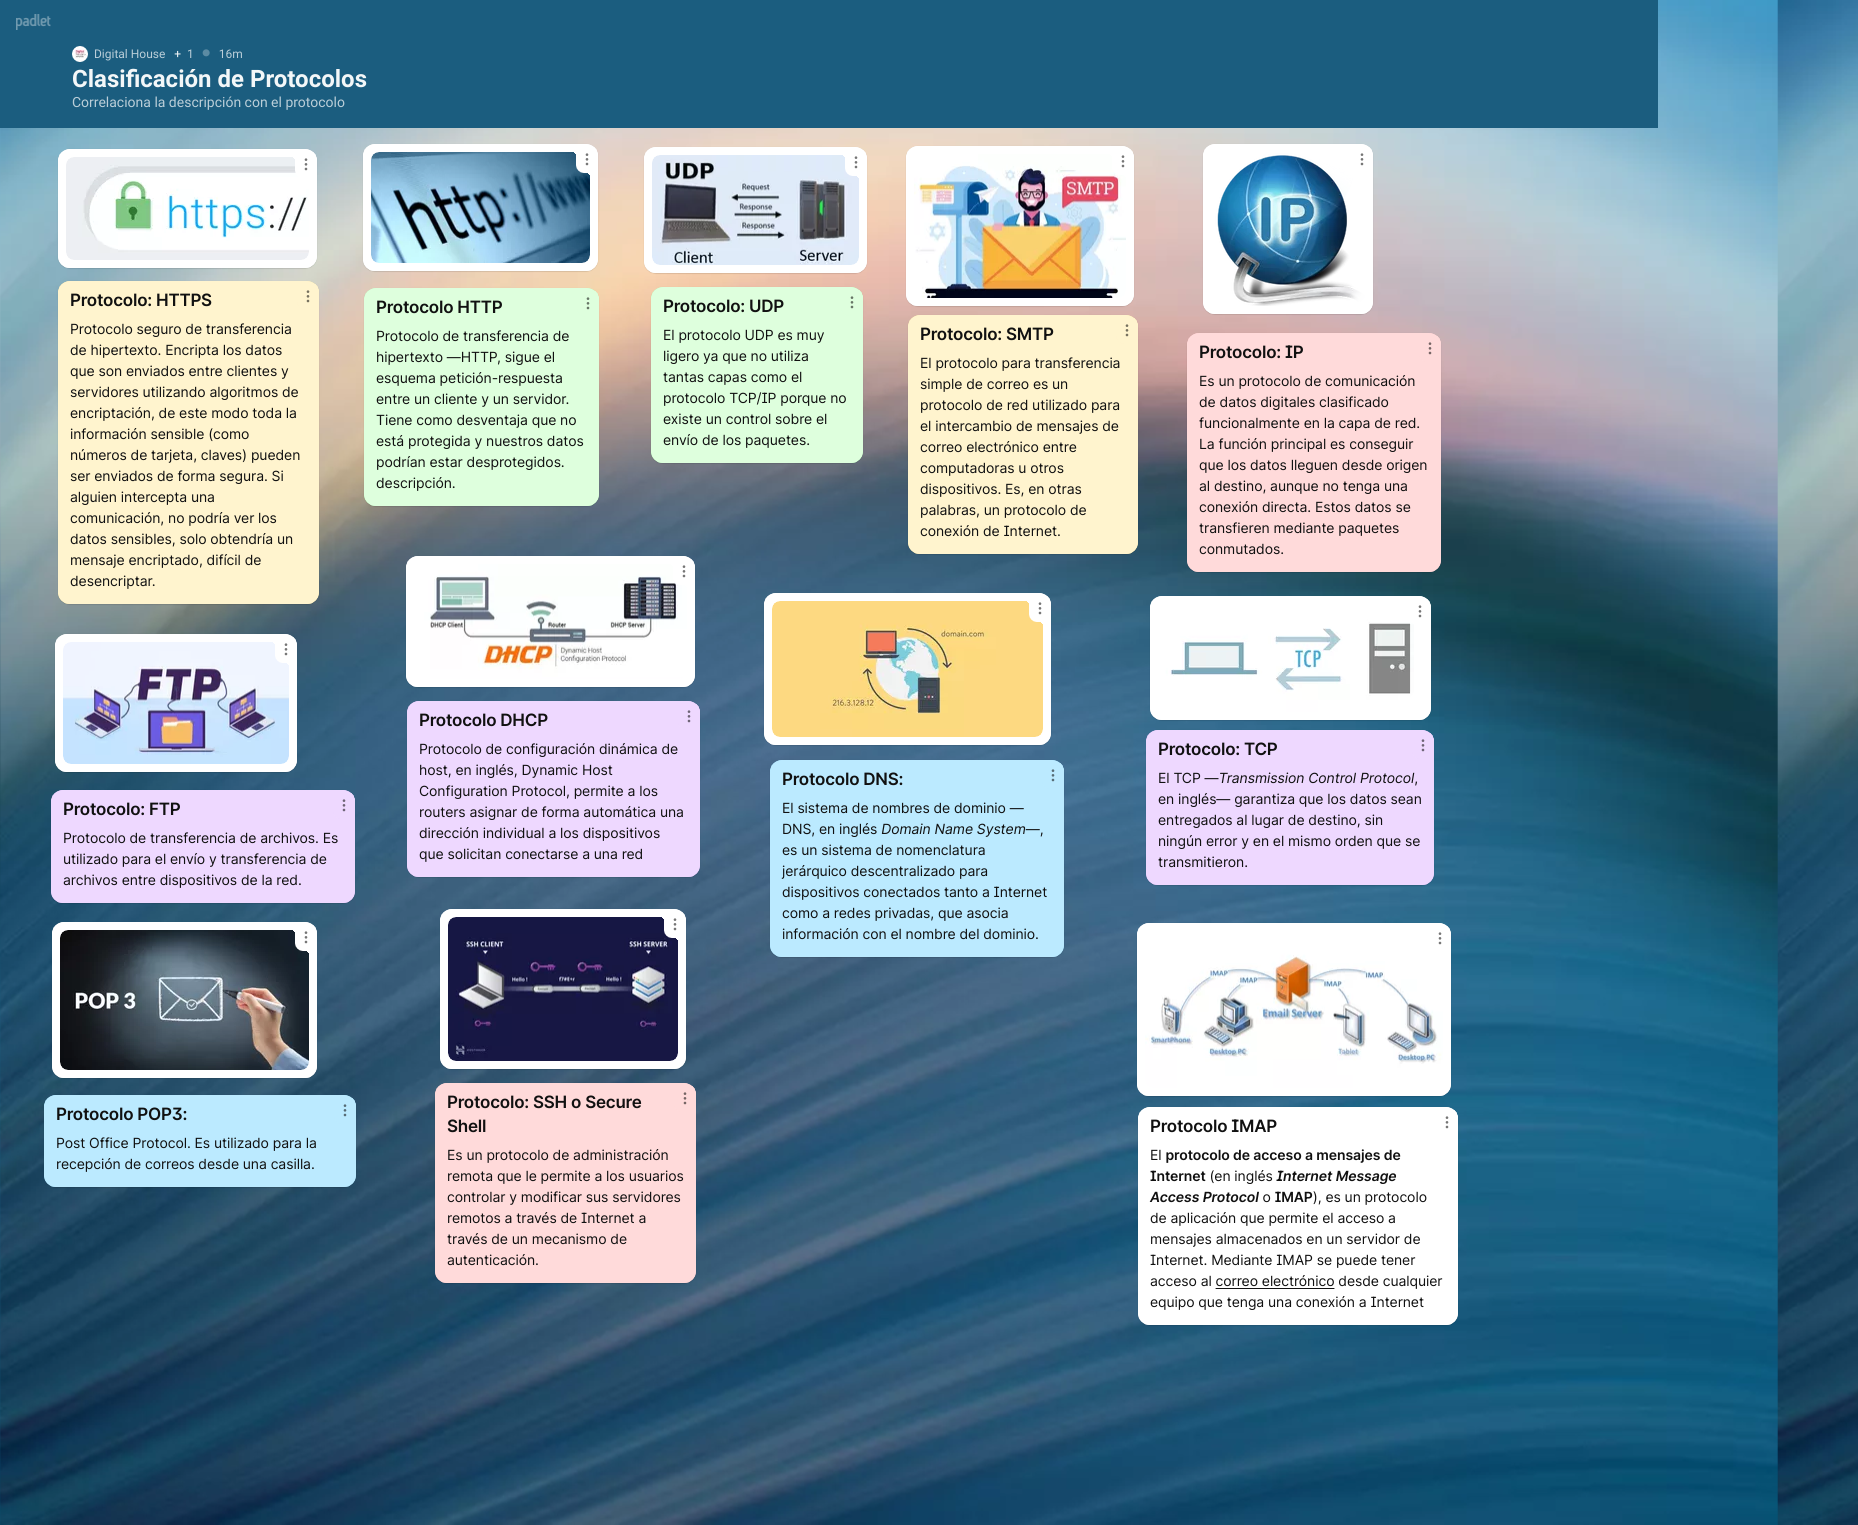 padlet
Digital House + 1 16m
Clasificación de Protocolos
Correlaciona la descripción con el protocolo
https://
Protocolo: HTTPS
Protocolo seguro de transferencia
de hipertexto. Encripta los datos
que son enviados entre clientes y
servidores utilizando algoritmos de
encriptación, de este modo toda la
información sensible (como
números de tarjeta, claves) pueden
ser enviados de forma segura. Si
alguien intercepta una
comunicación, no podría ver los
datos sensibles, solo obtendría un
mensaje encriptado, difícil de
desencriptar.
http://ww
Protocolo HTTP
Protocolo de transferencia de
hipertexto —HTTP, sigue el
esquema petición-respuesta
entre un cliente y un servidor.
Tiene como desventaja que no
está protegida y nuestros datos
podrían estar desprotegidos.
descripción.
UDP
Request
Response
Response
Client
Server
Protocolo: UDP
El protocolo UDP es muy
ligero ya que no utiliza
tantas capas como el
protocolo TCP/IP porque no
existe un control sobre el
envío de los paquetes.
SMTP
Protocolo: SMTP
El protocolo para transferencia
simple de correo es un
protocolo de red utilizado para
el intercambio de mensajes de
correo electrónico entre
computadoras u otros
dispositivos. Es, en otras
palabras, un protocolo de
conexión de Internet.
IP
Protocolo: IP
Es un protocolo de comunicación
de datos digitales clasificado
funcionalmente en la capa de red.
La función principal es conseguir
que los datos lleguen desde origen
al destino, aunque no tenga una
conexión directa. Estos datos se
transfieren mediante paquetes
conmutados.
FTP
Protocolo: FTP
Protocolo de transferencia de archivos. Es
utilizado para el envío y transferencia de
archivos entre dispositivos de la red.
DHCP Client
Router
DHCP Server
DHCP
Dynamic Host
Configuration Protocol
Protocolo DHCP
Protocolo de configuración dinámica de
host, en inglés, Dynamic Host
Configuration Protocol, permite a los
routers asignar de forma automática una
dirección individual a los dispositivos
que solicitan conectarse a una red
domain.com
216.3.128.12
Protocolo DNS:
El sistema de nombres de dominio —
DNS, en inglés Domain Name System—,
es un sistema de nomenclatura
jerárquico descentralizado para
dispositivos conectados tanto a Internet
como a redes privadas, que asocia
información con el nombre del dominio.
TCP
Protocolo: TCP
El TCP —Transmission Control Protocol,
en inglés— garantiza que los datos sean
entregados al lugar de destino, sin
ningún error y en el mismo orden que se
transmitieron.
POP 3
Protocolo POP3:
Post Office Protocol. Es utilizado para la
recepción de correos desde una casilla.
SSH CLIENT
SSH SERVER
Hello !
Hello !
Protocolo: SSH o Secure
Shell
Es un protocolo de administración
remota que le permite a los usuarios
controlar y modificar sus servidores
remotos a través de Internet a
través de un mecanismo de
autenticación.
IMAP
IMAP
IMAP
IMAP
Email Server
SmartPhone
Desktop PC
Tablet
Desktop PC
Protocolo IMAP
El protocolo de acceso a mensajes de
Internet (en inglés Internet Message
Access Protocol o IMAP), es un protocolo
de aplicación que permite el acceso a
mensajes almacenados en un servidor de
Internet. Mediante IMAP se puede tener
acceso al correo electrónico desde cualquier
equipo que tenga una conexión a Internet